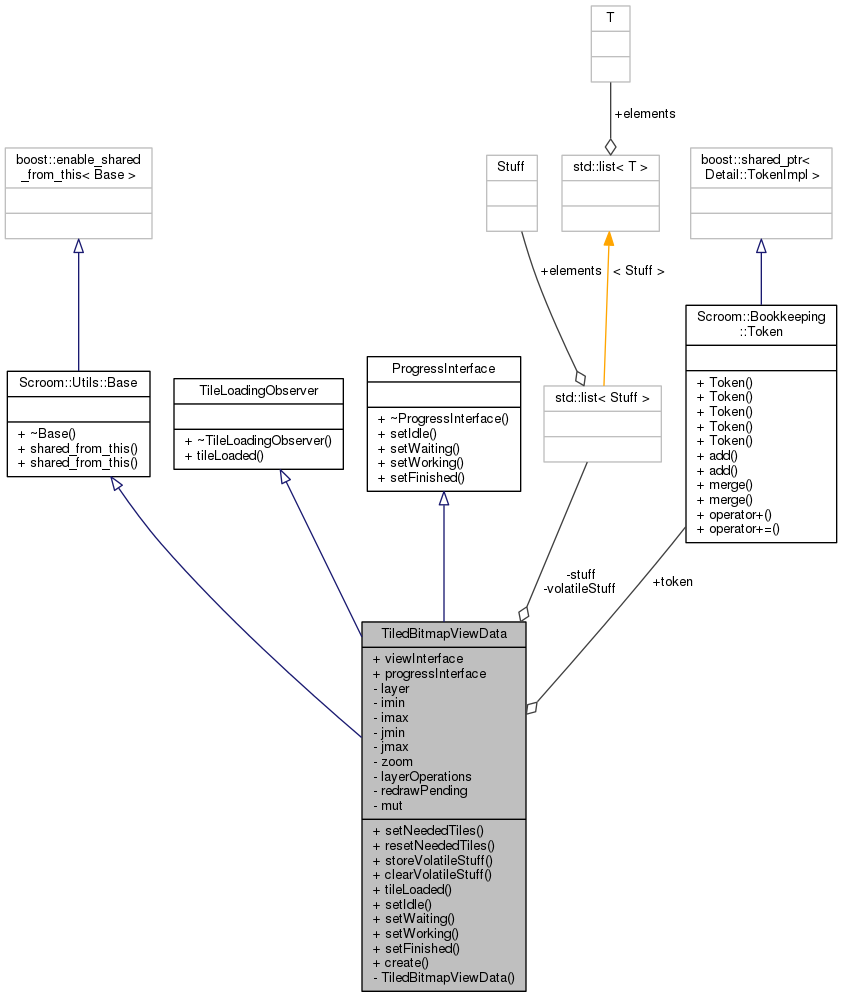 T
+elements
boost::enable_shared
_from_this< Base >
Stuff
std::list< T >
boost::shared_ptr<
Detail::TokenImpl >
+elements
< Stuff >
Scroom::Utils::Base
+ ~Base()
+ shared_from_this()
+ shared_from_this()
TileLoadingObserver
+ ~TileLoadingObserver()
+ tileLoaded()
ProgressInterface
+ ~ProgressInterface()
+ setIdle()
+ setWaiting()
+ setWorking()
+ setFinished()
std::list< Stuff >
Scroom::Bookkeeping
::Token
+ Token()
+ Token()
+ Token()
+ Token()
+ Token()
+ add()
+ add()
+ merge()
+ merge()
+ operator+()
+ operator+=()
-stuff
-volatileStuff
+token
TiledBitmapViewData
+ viewInterface
+ progressInterface
- layer
- imin
- imax
- jmin
- jmax
- zoom
- layerOperations
- redrawPending
- mut
+ setNeededTiles()
+ resetNeededTiles()
+ storeVolatileStuff()
+ clearVolatileStuff()
+ tileLoaded()
+ setIdle()
+ setWaiting()
+ setWorking()
+ setFinished()
+ create()
- TiledBitmapViewData()